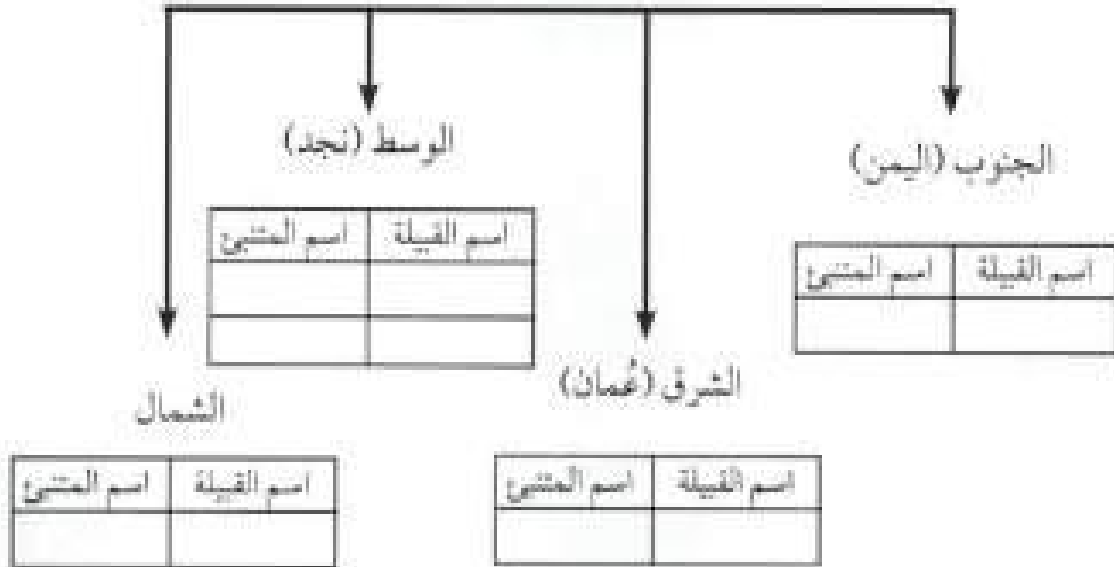 الوسط (نجد)
الجنوب (اليمن)
اسم القبيلة اسم المتنبئ
اسم القبيلة اسم المتنبئ
الشرق (عُمان)
الشمال
اسم القبيلة اسم المتنبئ
اسم القبيلة اسم المتنبئ